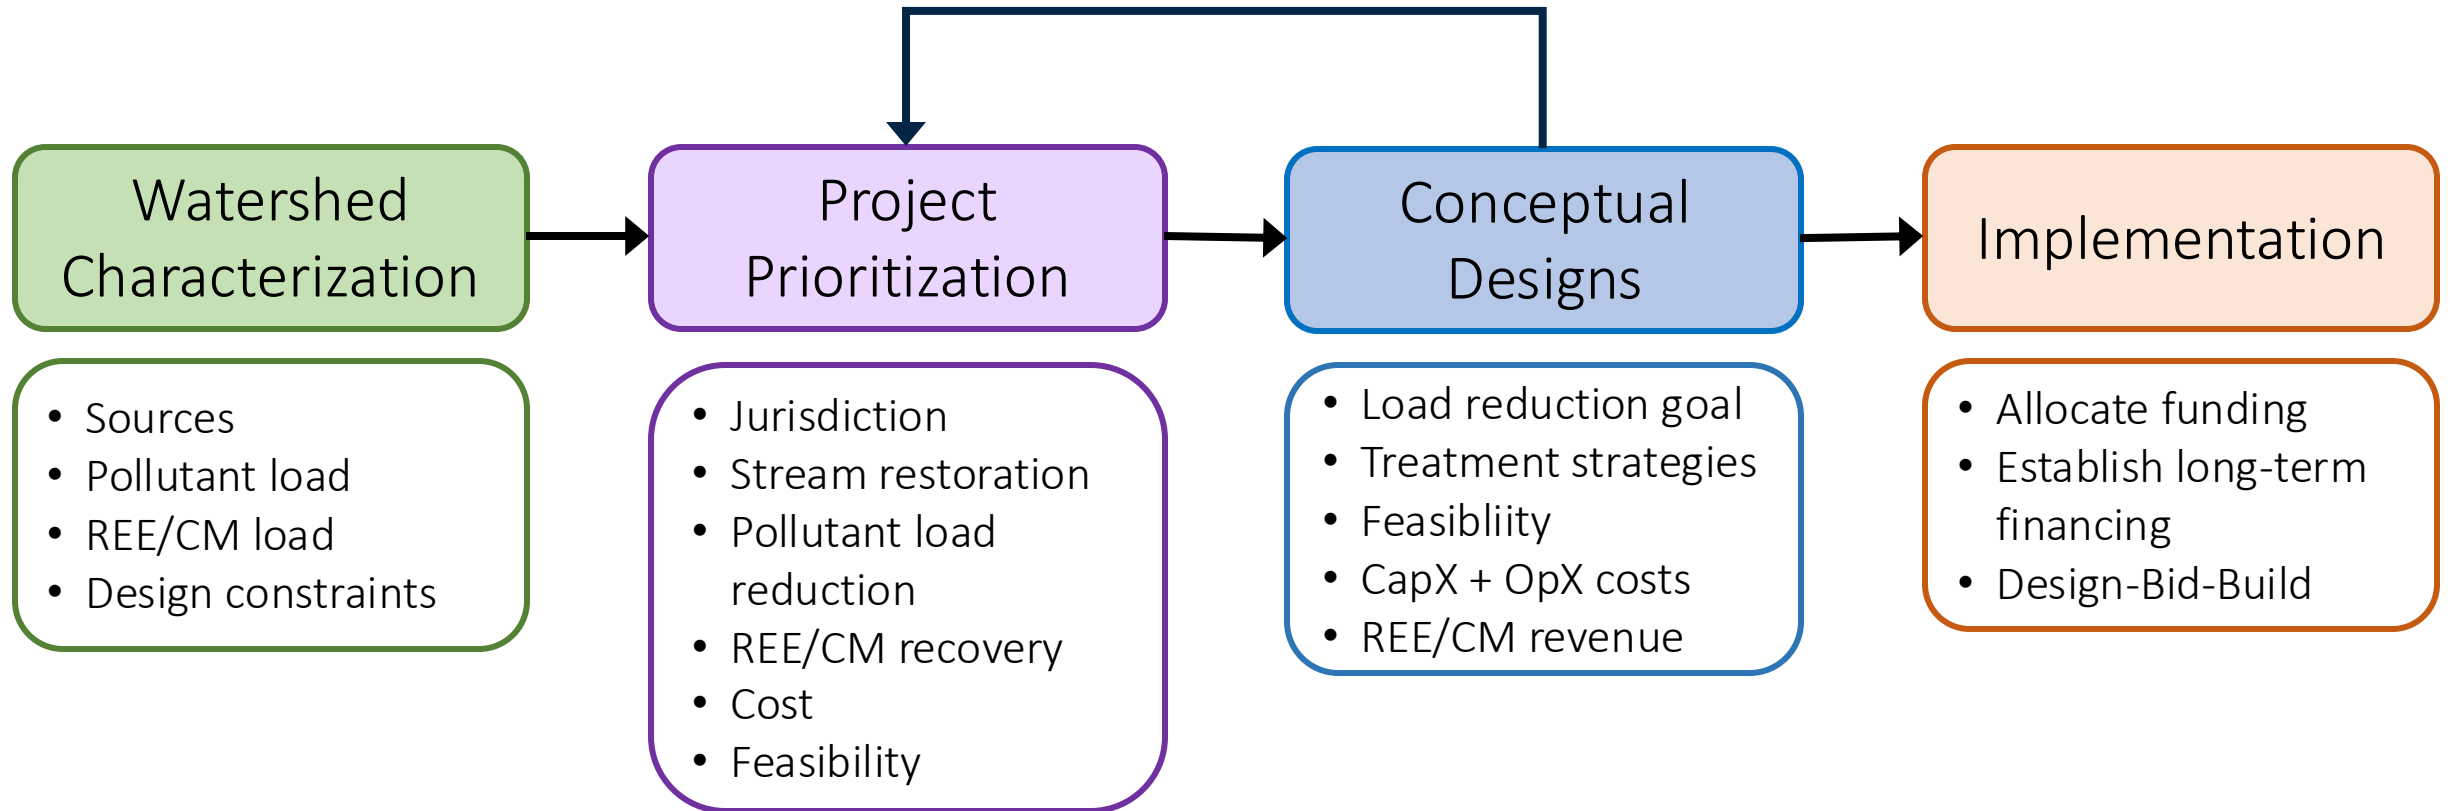 Watershed
Characterization
• Sources
• Pollutant load
• REE/CM load
• Design constraints
Project
Prioritization
• Jurisdiction
• Stream restoration
• Pollutant load
reduction
• REE/CM recovery
• Cost
• Feasibility
Conceptual
Designs
• Load reduction goal
• Treatment strategies
• Feasibliity
• CapX + OpX costs
• REE/CM revenue
Implementation
• Allocate funding
• Establish long-term
financing
• Design-Bid-Build